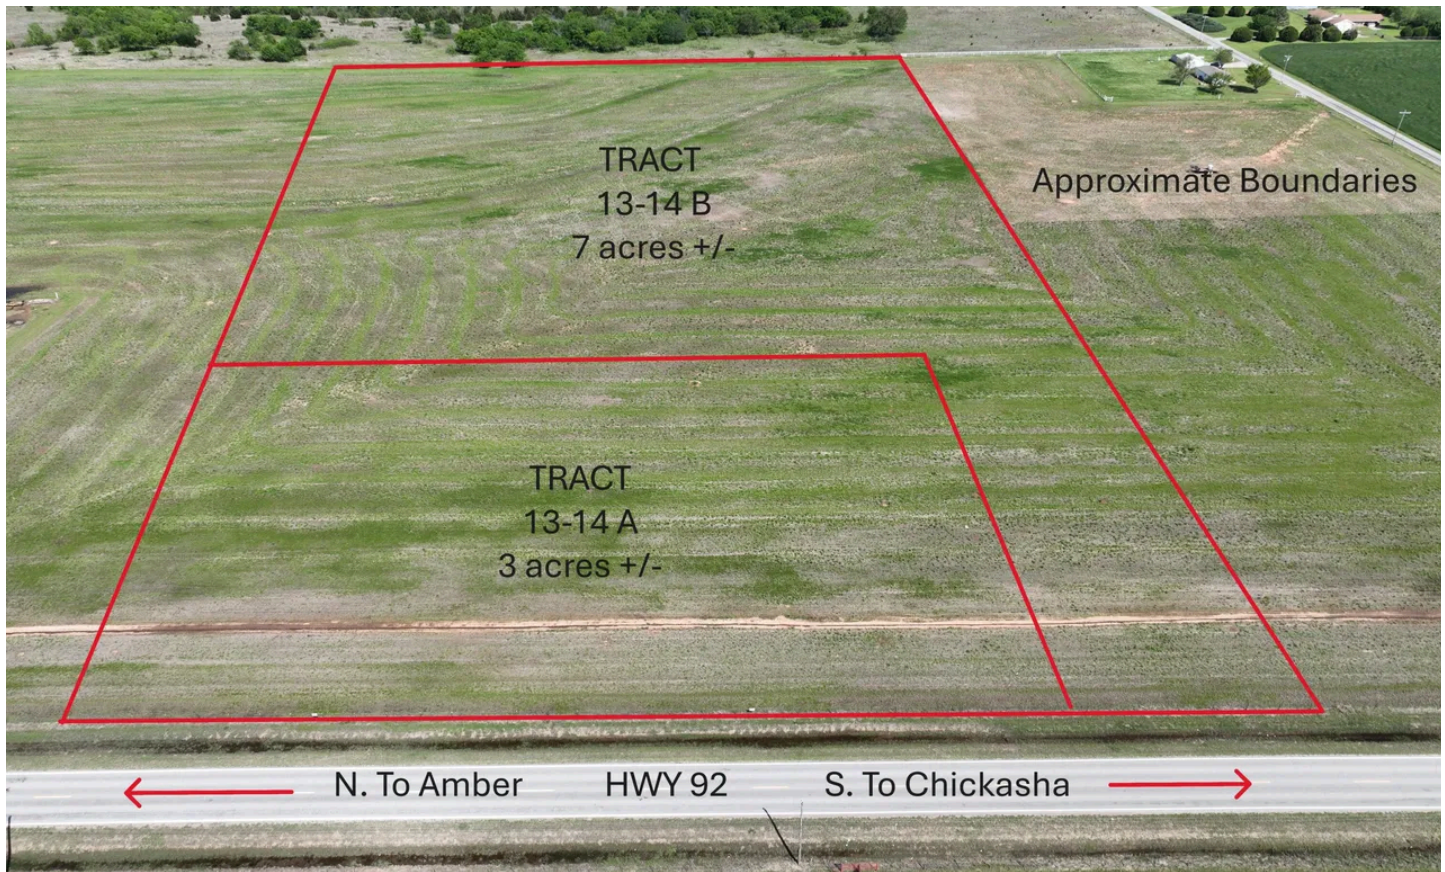 TRACT
13-14 B
7 acres +/-
Approximate Boundaries
TRACT
13-14 A
3 acres +/-
N. To Amber HWY 92 S. To Chickasha